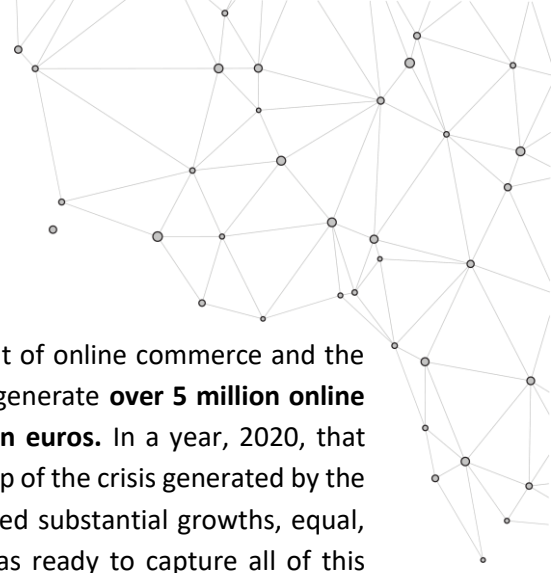 t of online commerce and the
generate over 5 million online
n euros. In a year, 2020, that
p of the crisis generated by the
ed substantial growths, equal,
as ready to capture all of this